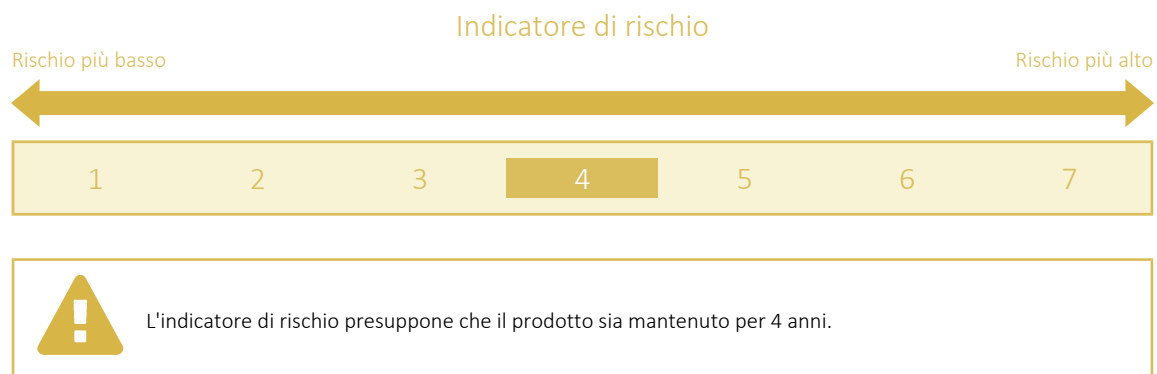 Indicatore di rischio
Rischio più basso Rischio più alto
1 2 3 4 5 6 7
L'indicatore di rischio presuppone che il prodotto sia mantenuto per 4 anni.